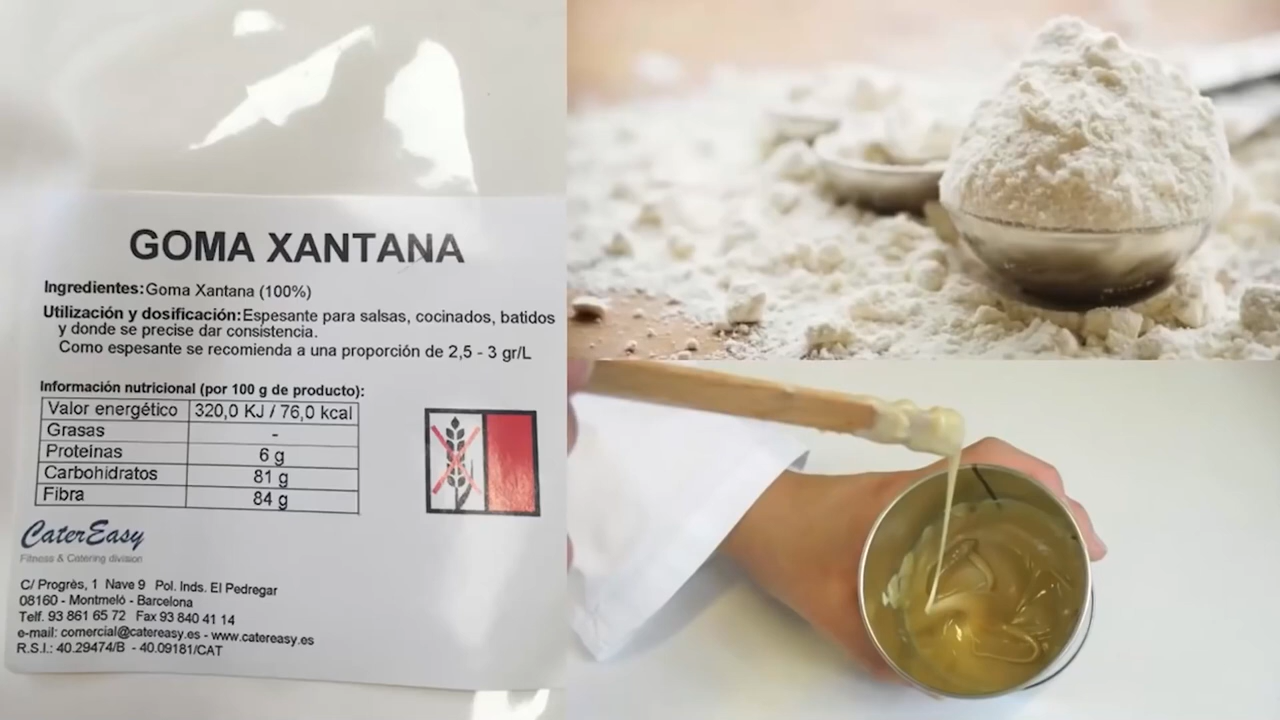 GOMA XANTANA
Ingredientes: Goma Xantana (100%)
Utilización y dosificación: Espesante para salsas, cocinados, batidos
y donde se precise dar consistencia.
Como espesante se recomienda a una proporción de 2,5 - 3 gr/L
Información nutricional (por 100 g de producto):
Valor energético 320,0 KJ / 76,0 kcal
Grasas -
Proteinas 6 g
Carbohidratos 81 g
Fibra 84 g
CaterEasy
Fitness & Catering division
C/ Progrès, 1 Nave 9 Pol. Inds. El Pedregar
08160 - Montmeló - Barcelona
Telf. 93 861 65 72 Fax 93 840 41 14
e-mail: comercial@catereasy.es - www.catereasy.es
R.S.I.: 40.29474/B - 40.09181/CAT